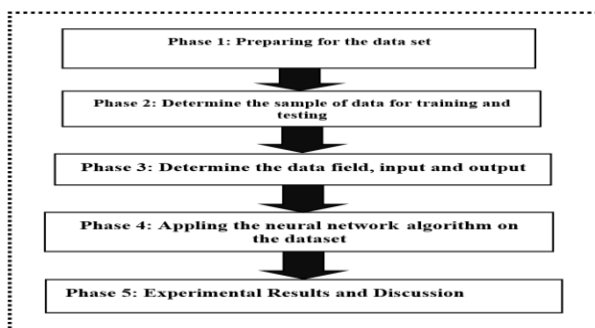 Phase 1: Preparing for the data set
Phase 2: Determine the sample of data for training and
testing
Phase 3: Determine the data field, input and output
Phase 4: Appling the neural network algorithm on
the dataset
Phase 5: Experimental Results and Discussion